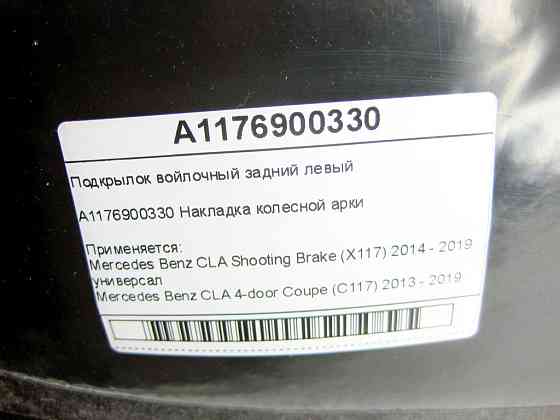 A1176900330
Подкрылок войлочный задний левый
A1176900330 Накладка колесной арки
Применяется:
Mercedes Benz CLA Shooting Brake (X117) 2014 - 2019
универсал
Mercedes Benz CLA 4-door Coupe (C117) 2013 - 2019